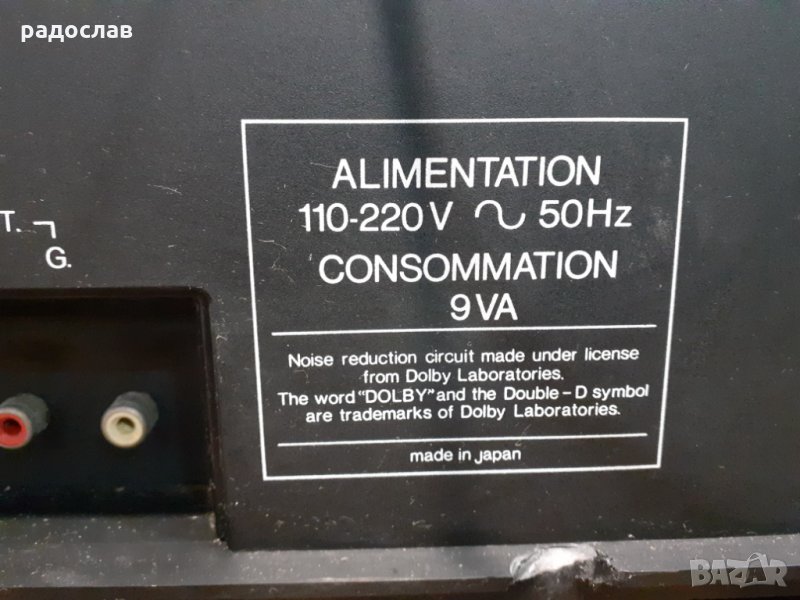 радослав
ALIMENTATION
110-220V ~ 50Hz
CONSOMMATION
9VA
T.
G.
Noise reduction circuit made under license
from Dolby Laboratories.
The word "DOLBY" and the Double-D symbol
are trademarks of Dolby Laboratories.
made in japan
BAZAR